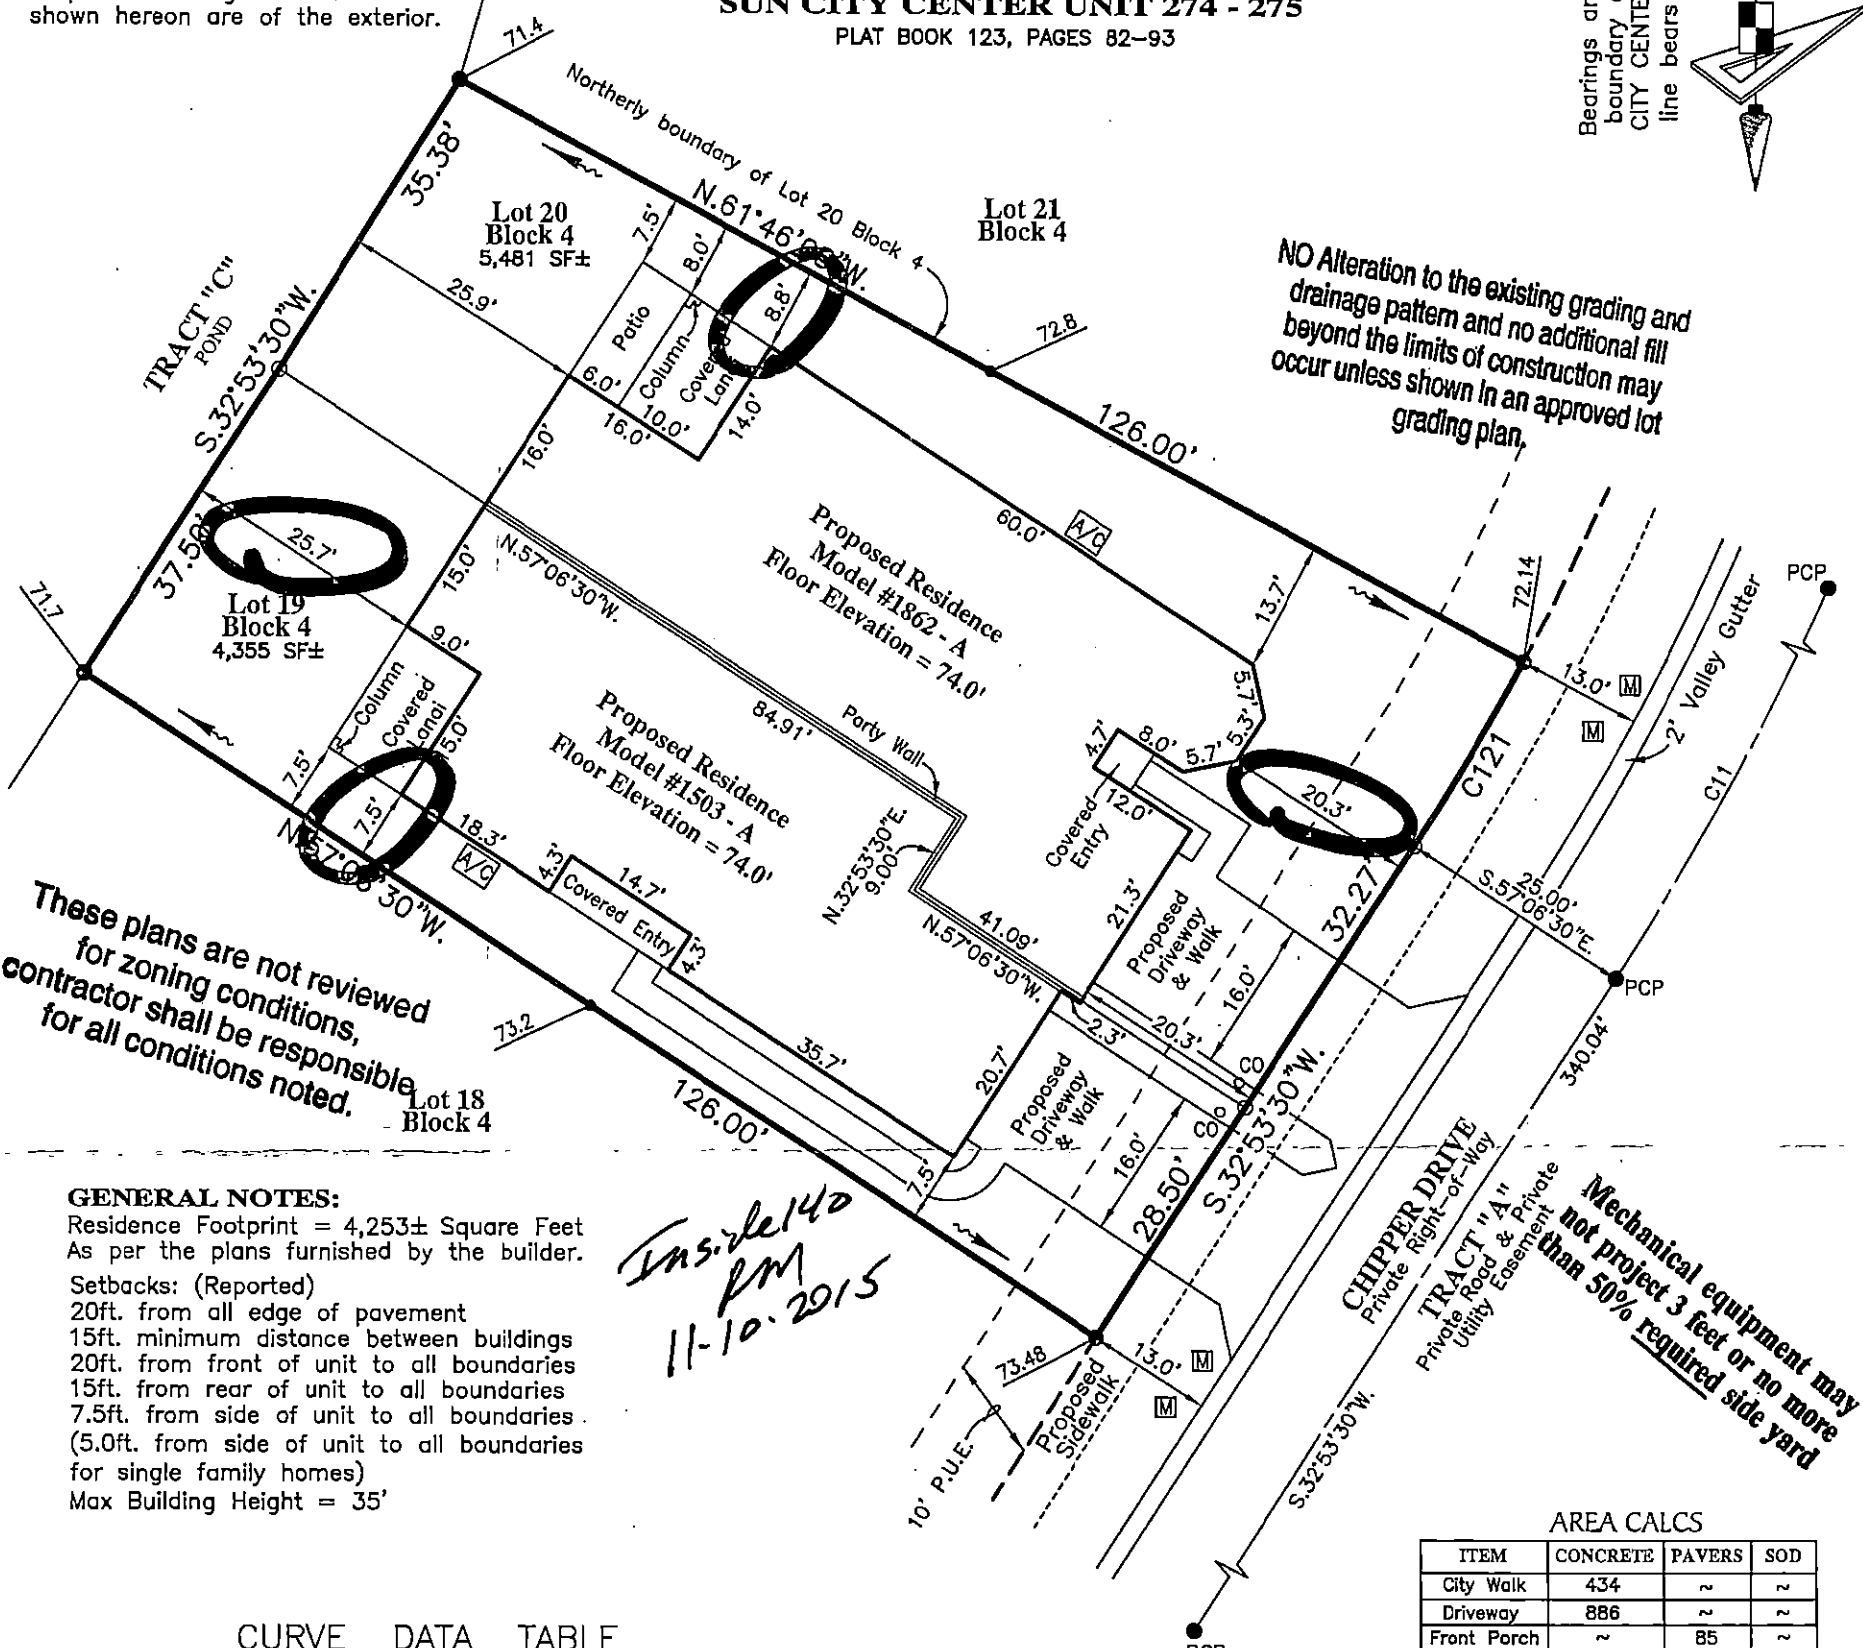 shown hereon are of the exterior.
SUN CITY CENTER UNIT 274 - 275
PLAT BOOK 123, PAGES 82-93
Bearings
boundary
CITY CENTE
line bears
71.4
Northerly boundary of Lot 20 Block 4
N.61°46'
"W.
35.38'
Lot 20
Block 4
5,481 SF±
7.5'
8.0'
8.8'
Lot 21
Block 4
NO Alteration to the existing grading and
drainage pattern and no additional fill
beyond the limits of construction may
occur unless shown in an approved lot
grading plan.
TRACT "C"
POND
S.32°53'30"W.
25.9'
Patio
Column
Covered
Lanai
6.0'
10.0'
16.0'
14.0'
16.0'
72.8
126.00'
60.0'
A/C
Proposed Residence
Model #1862 - A
Floor Elevation = 74.0'
13.7'
72.14
PCP
2' Valley Gutter
13.0'
M
M
C121
C11
37.50'
25.7'
71.7
Lot 19
Block 4
4,355 SF±
15.0'
N.57°06'30"W.
9.0'
Column
Covered
Lanai
5.0'
7.5'
7.5'
84.91'
Party Wall
Proposed Residence
Model #1503 - A
Floor Elevation = 74.0'
5.7'
5.3'
5.7'
4.7'
8.0'
12.0'
Covered
Entry
20.3'
N.57°0
'30"W.
18.3'
A/C
4.3'
14.7'
Covered Entry
4.3'
N.32°53'30"E.
9.00'
41.09'
N.57°06'30"W.
21.3'
Proposed
Driveway
& Walk
16.0'
32.27'
25.00'
S.57°06'30"E.
PCP
340.04'
These plans are not reviewed
for zoning conditions,
contractor shall be responsible
for all conditions noted.
73.2
Lot 18
Block 4
126.00'
35.7'
20.7'
2.3'
20.3'
CO
CO
Proposed
Driveway
& Walk
16.0'
7.5'
28.50'
S.32°53'30"W.
CHIPPER DRIVE
Private Right-of-Way
TRACT "A"
Private Road & Private
Utility Easement
Mechanical equipment may
not project 3 feet or no more
than 50% required side yard
GENERAL NOTES:
Residence Footprint = 4,253± Square Feet
As per the plans furnished by the builder.
Setbacks: (Reported)
20ft. from all edge of pavement
15ft. minimum distance between buildings
20ft. from front of unit to all boundaries
15ft. from rear of unit to all boundaries
7.5ft. from side of unit to all boundaries
(5.0ft. from side of unit to all boundaries
for single family homes)
Max Building Height = 35'
Inside 140
RM
11-10-2015
73.48
13.0'
M
M
Proposed
Sidewalk
10' P.U.E.
S.32°53'30"W.
AREA CALCS
ITEM CONCRETE PAVERS SOD
City Walk 434 ~ ~
Driveway 886 ~ ~
Front Porch ~ 85 ~
CURVE DATA TABLE